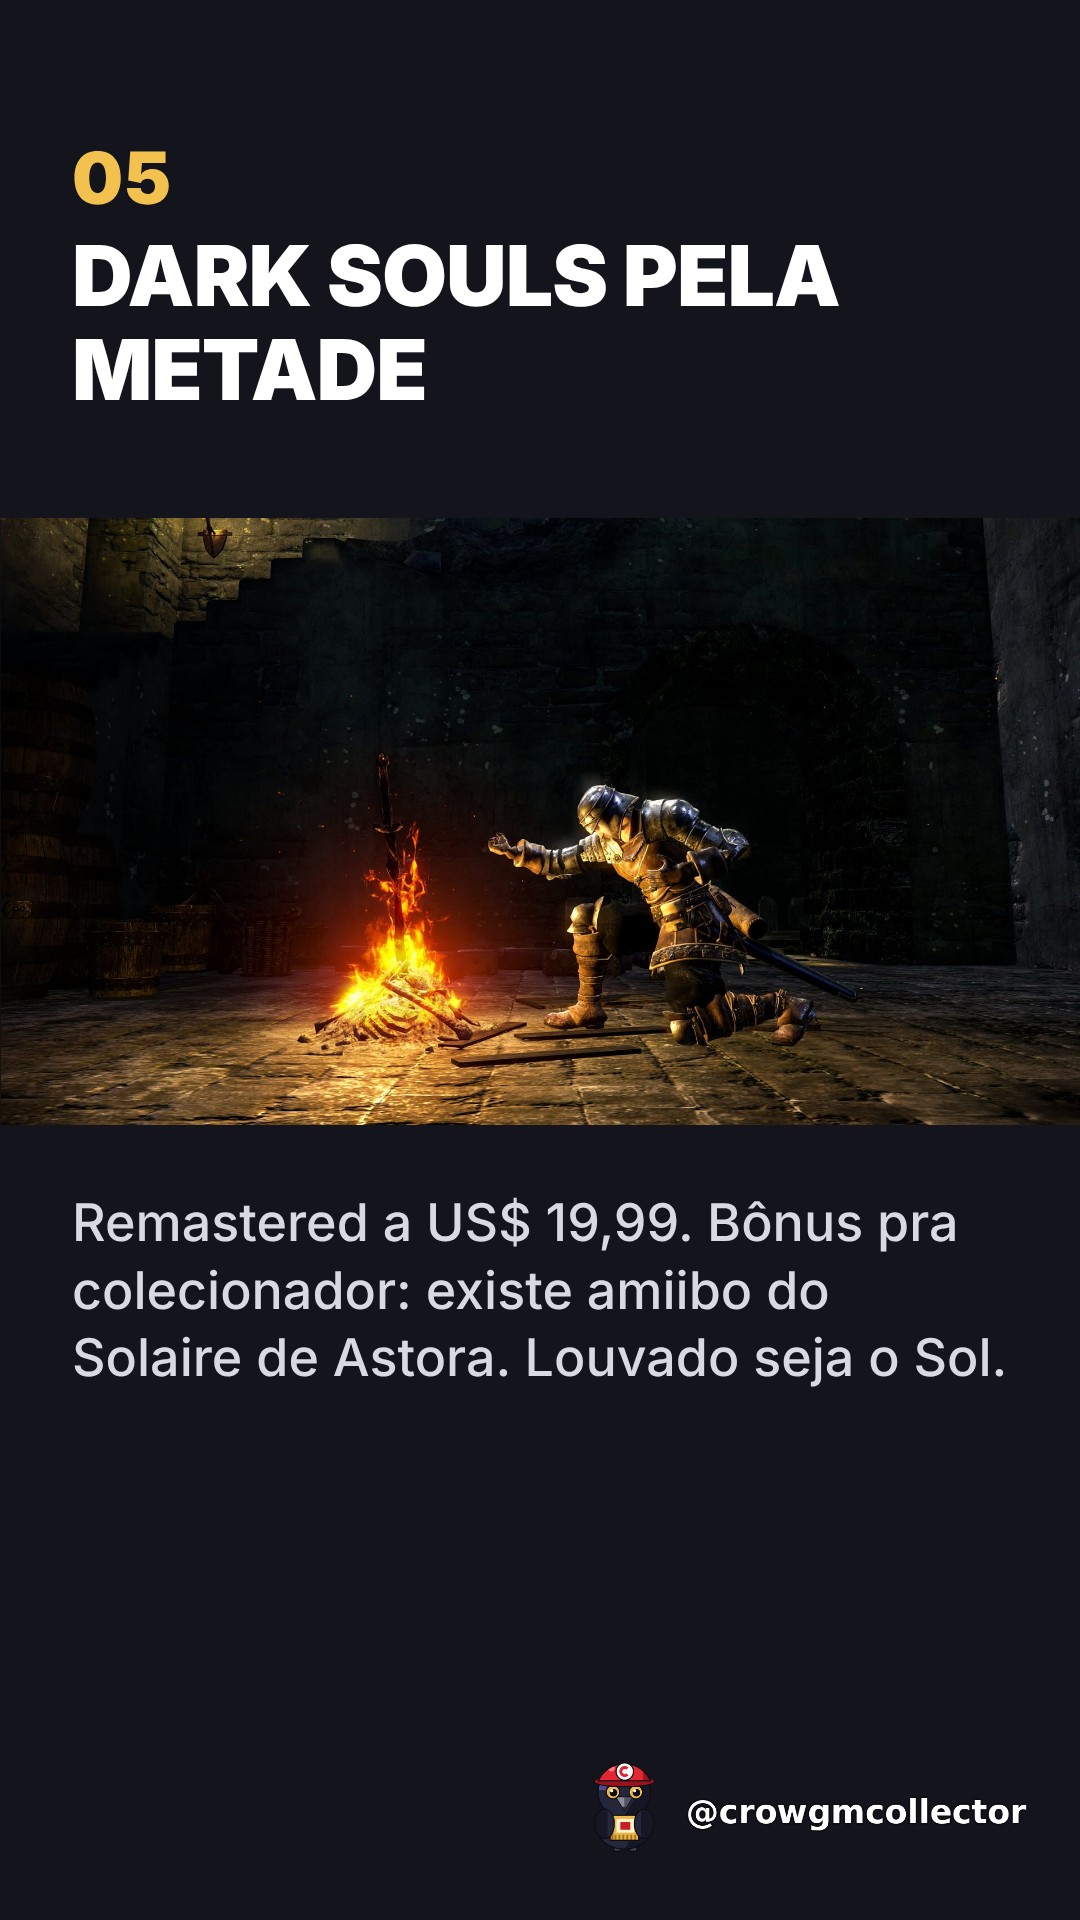 05
DARK SOULS PELA
METADE
Remastered a US$ 19,99. Bônus pra
colecionador: existe amiibo do
Solaire de Astora. Louvado seja o Sol.
C
@crowgmcollector